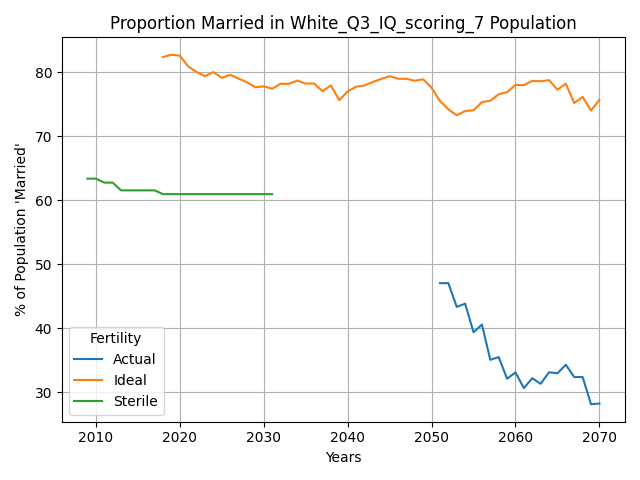 Proportion Married in White_Q3_IQ_scoring_7 Population
% of Population 'Married'
80
70
60
50
40
30
Fertility
Actual
Ideal
Sterile
2010 2020 2030 2040 2050 2060 2070
Years